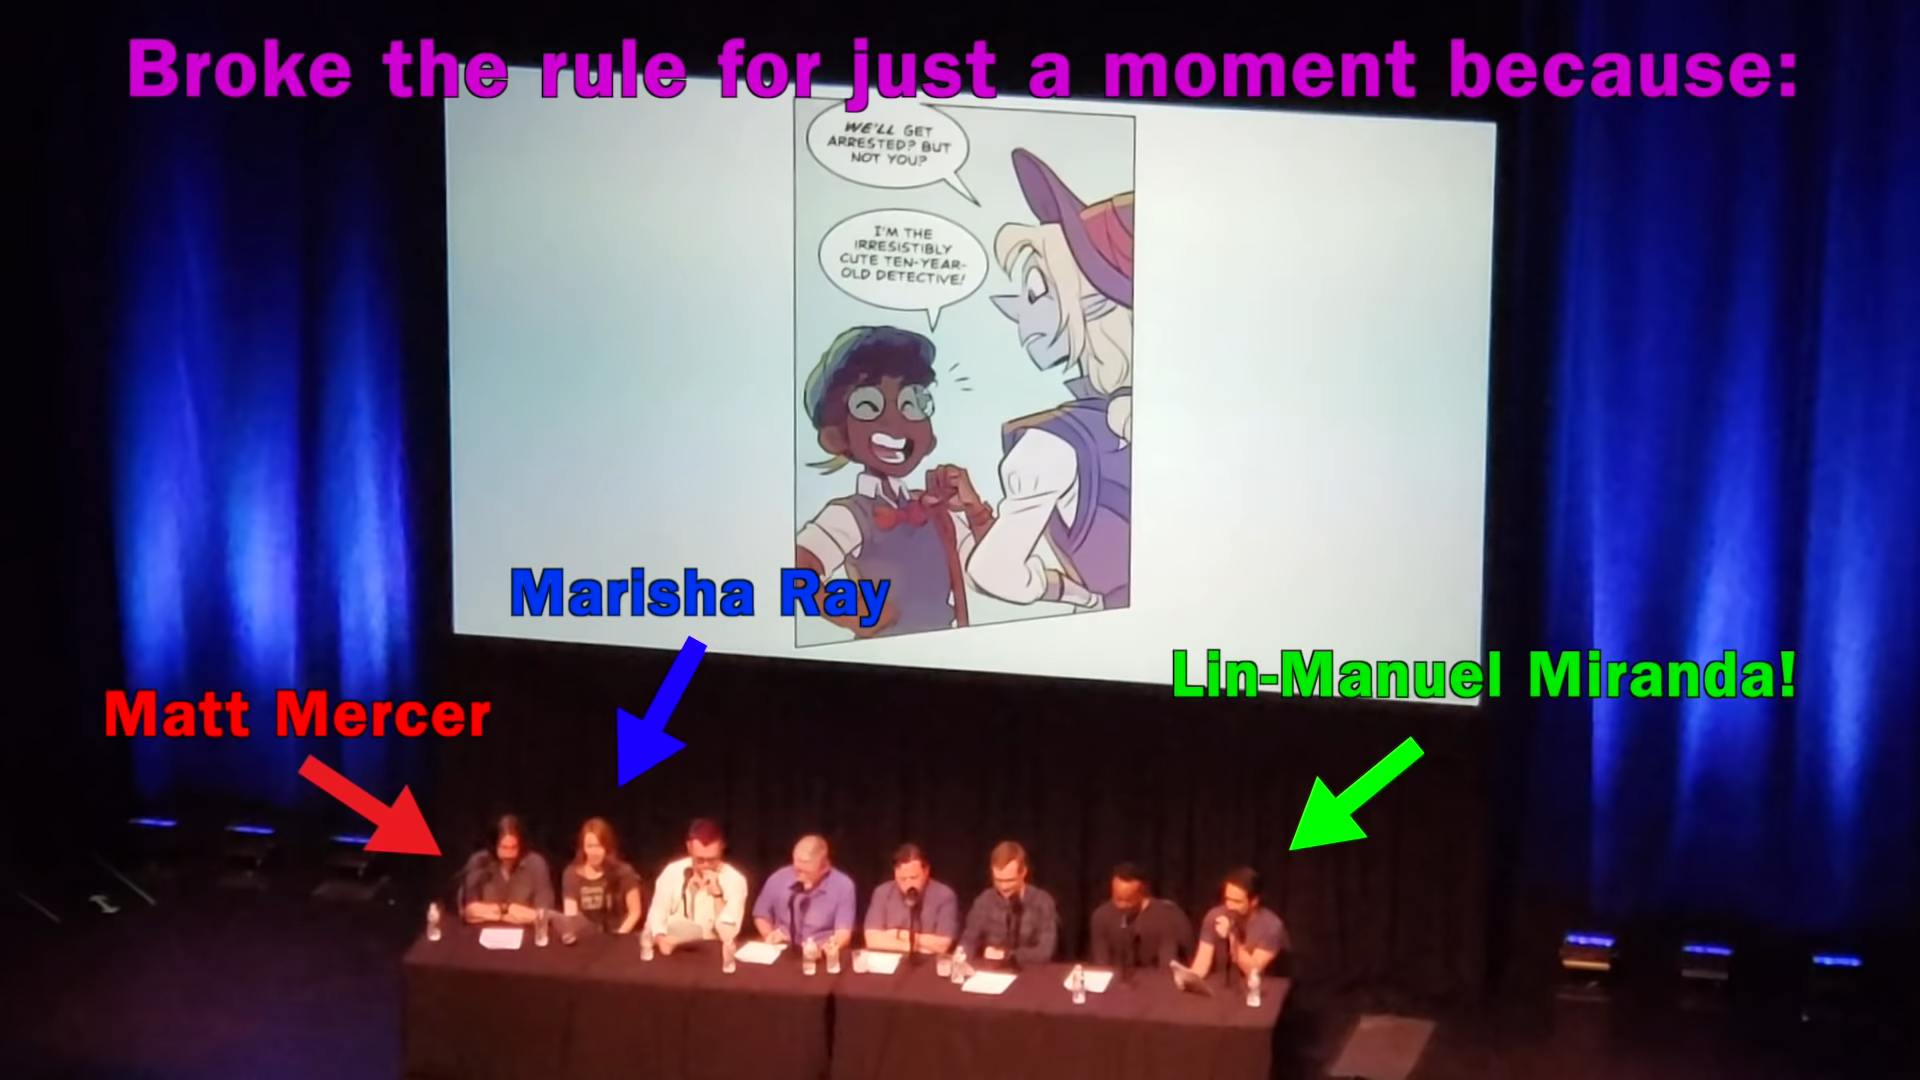 Broke the rule for just a moment because:
WE'LL GET
ARRESTED? BUT
NOT YOU?
I'M THE
IRRESISTIBLY
CUTE TEN-YEAR-
OLD DETECTIVE!
Marisha Ray
Lin-Manuel Miranda!
Matt Mercer